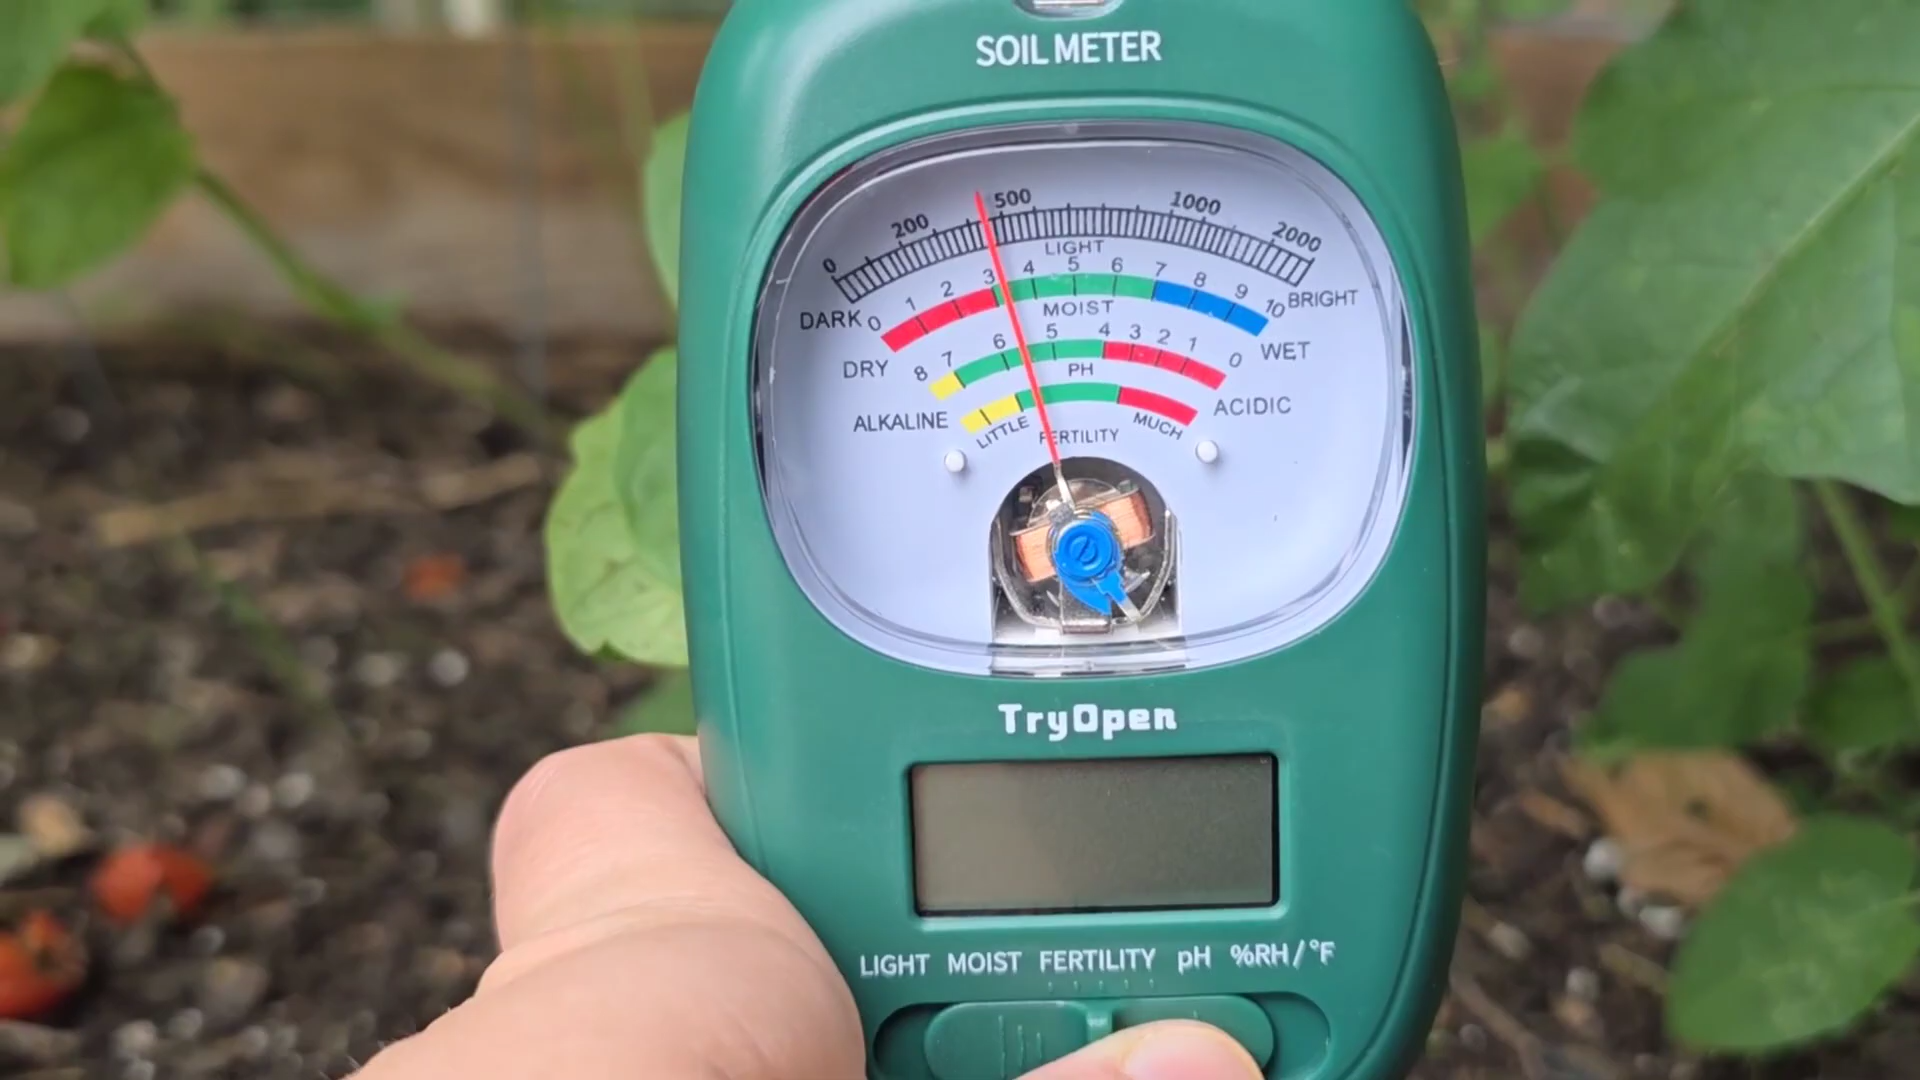 SOIL METER
0 200 500 1000 2000
LIGHT
DARK BRIGHT
0 1 2 3 4 5 6 7 8 9 10
MOIST
DRY WET
8 7 6 5 4 3 2 1 0
PH
ALKALINE ACIDIC
LITTLE MUCH
FERTILITY
TryOpen
LIGHT MOIST FERTILITY pH %RH/°F